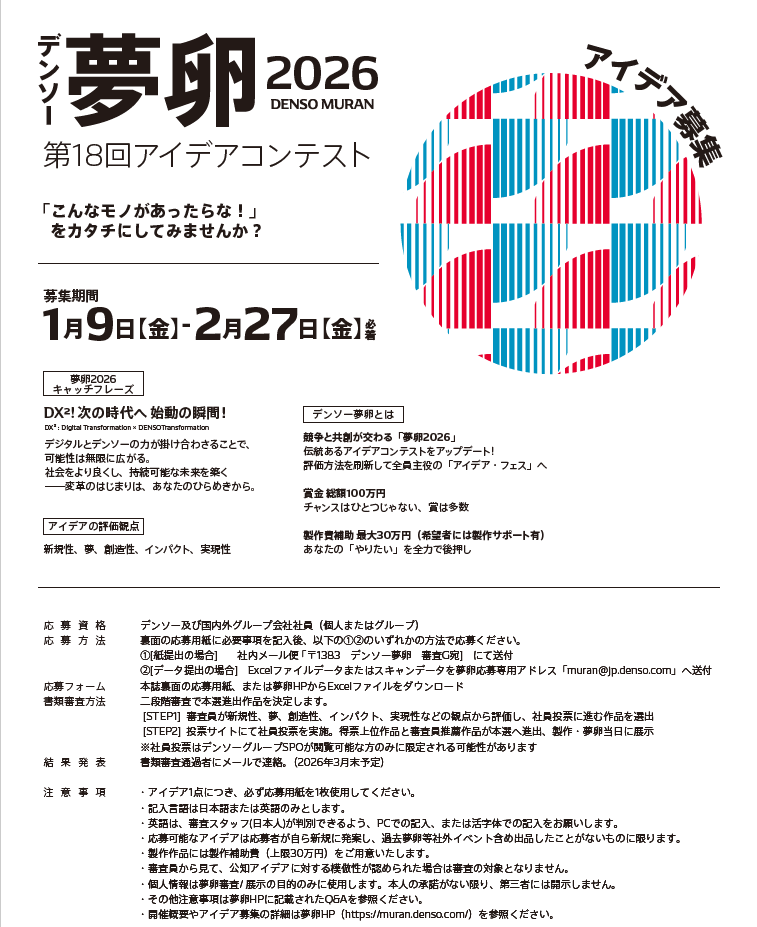 デンソー
夢卵2026
DENSO MURAN
第18回アイデアコンテスト
アイデア募集
「こんなモノがあったらな！」
をカタチにしてみませんか？
募集期間
1月9日【金】-2月27日【金】必着
夢卵2026
キャッチフレーズ
DX²! 次の時代へ 始動の瞬間!
DX² : Digital Transformation × DENSOTransformation
デジタルとデンソーの力が掛け合わさることで、
可能性は無限に広がる。
社会をより良くし、持続可能な未来を築く
――変革のはじまりは、あなたのひらめきから。
アイデアの評価観点
新規性、夢、創造性、インパクト、実現性
デンソー夢卵とは
競争と共創が交わる「夢卵2026」
伝統あるアイデアコンテストをアップデート!
評価方法を刷新して全員主役の「アイデア・フェス」へ
賞金 総額100万円
チャンスはひとつじゃない、賞は多数
製作費補助 最大30万円（希望者には製作サポート有）
あなたの「やりたい」を全力で後押し
応募資格 デンソー及び国内外グループ会社社員（個人またはグループ）
応募方法 裏面の応募用紙に必要事項を記入後、以下の①②のいずれかの方法で応募ください。
①[紙提出の場合]　社内メール便「〒1383　デンソー夢卵　審査G宛]　にて送付
②[データ提出の場合]　Excelファイルデータまたはスキャンデータを夢卵応募専用アドレス「muran@jp.denso.com」へ送付
応募フォーム 本誌裏面の応募用紙、または夢卵HPからExcelファイルをダウンロード
書類審査方法 二段階審査で本選進出作品を決定します。
[STEP1] 審査員が新規性、夢、創造性、インパクト、実現性などの観点から評価し、社員投票に進む作品を選出
[STEP2] 投票サイトにて社員投票を実施。得票上位作品と審査員推薦作品が本選へ進出、製作・夢卵当日に展示
※社員投票はデンソーグループSPOが閲覧可能な方のみに限定される可能性があります
結果発表 書類審査通過者にメールで連絡。（2026年3月末予定）
注意事項 ・アイデア1点につき、必ず応募用紙を1枚使用してください。
・記入言語は日本語または英語のみとします。
・英語は、審査スタッフ(日本人)が判別できるよう、PCでの記入、または活字体での記入をお願いします。
・応募可能なアイデアは応募者が自ら新規に発案し、過去夢卵等社外イベント含め出品したことがないものに限ります。
・製作作品には製作補助費（上限30万円）をご用意いたします。
・審査員から見て、公知アイデアに対する模倣性が認められた場合は審査の対象となりません。
・個人情報は夢卵審査/展示の目的のみに使用します。本人の承諾がない限り、第三者には開示しません。
・その他注意事項は夢卵HPに記載されたQ&Aを参照ください。
・開催概要やアイデア募集の詳細は夢卵HP（https://muran.denso.com/）を参照ください。